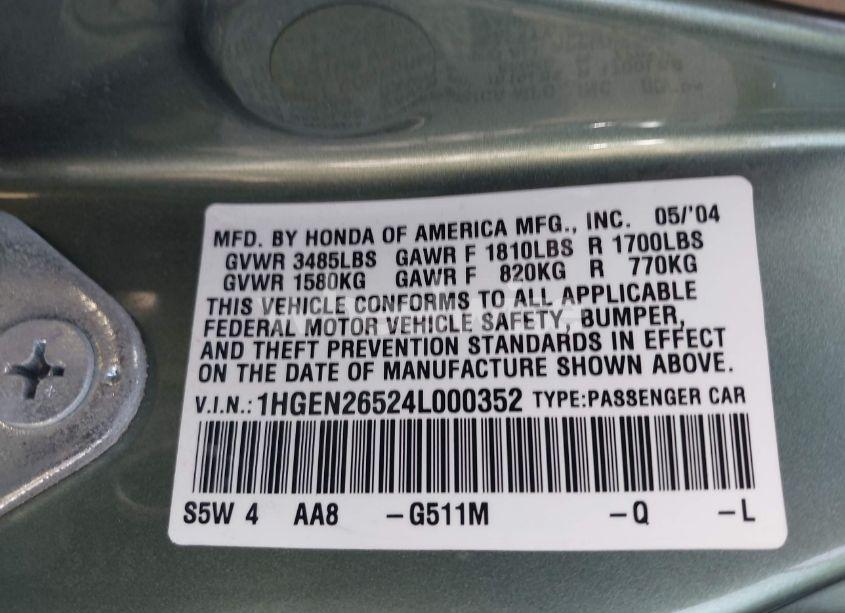 MFD. BY HONDA OF AMERICA MFG., INC. 05/'04
GVWR 3485LBS GAWR F 1810LBS R 1700LBS
GVWR 1580KG GAWR F 820KG R 770KG
THIS VEHICLE CONFORMS TO ALL APPLICABLE
FEDERAL MOTOR VEHICLE SAFETY, BUMPER,
AND THEFT PREVENTION STANDARDS IN EFFECT
ON THE DATE OF MANUFACTURE SHOWN ABOVE.
V.I.N.: 1HGEN26524L000352 TYPE:PASSENGER CAR
S5W 4 AA8 -G511M -Q -L